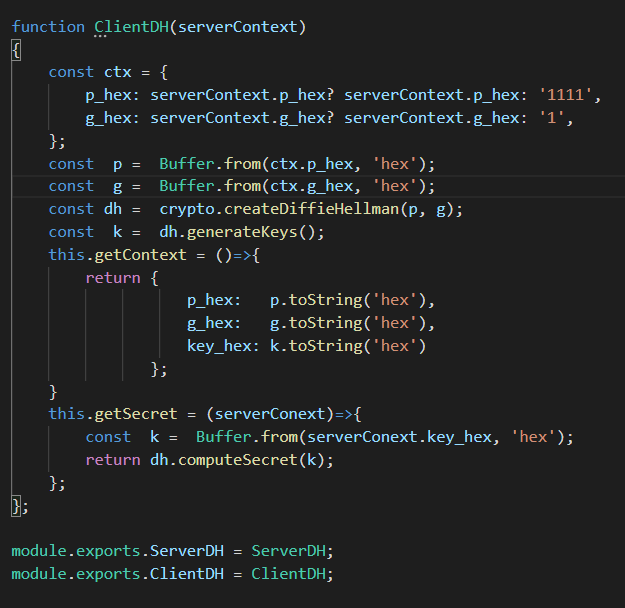 function ClientDH(serverContext)
{
    const ctx = {
        p_hex: serverContext.p_hex? serverContext.p_hex: '1111',
        g_hex: serverContext.g_hex? serverContext.g_hex: '1',
    };
    const  p =  Buffer.from(ctx.p_hex, 'hex');
    const  g =  Buffer.from(ctx.g_hex, 'hex');
    const dh =  crypto.createDiffieHellman(p, g);
    const  k =  dh.generateKeys();
    this.getContext = ()=>{
        return {
                   p_hex:   p.toString('hex'),
                   g_hex:   g.toString('hex'),
                   key_hex: k.toString('hex')
               };
    }
    this.getSecret = (serverConext)=>{
        const  k =  Buffer.from(serverConext.key_hex, 'hex');
        return dh.computeSecret(k);
    };
};
module.exports.ServerDH = ServerDH;
module.exports.ClientDH = ClientDH;